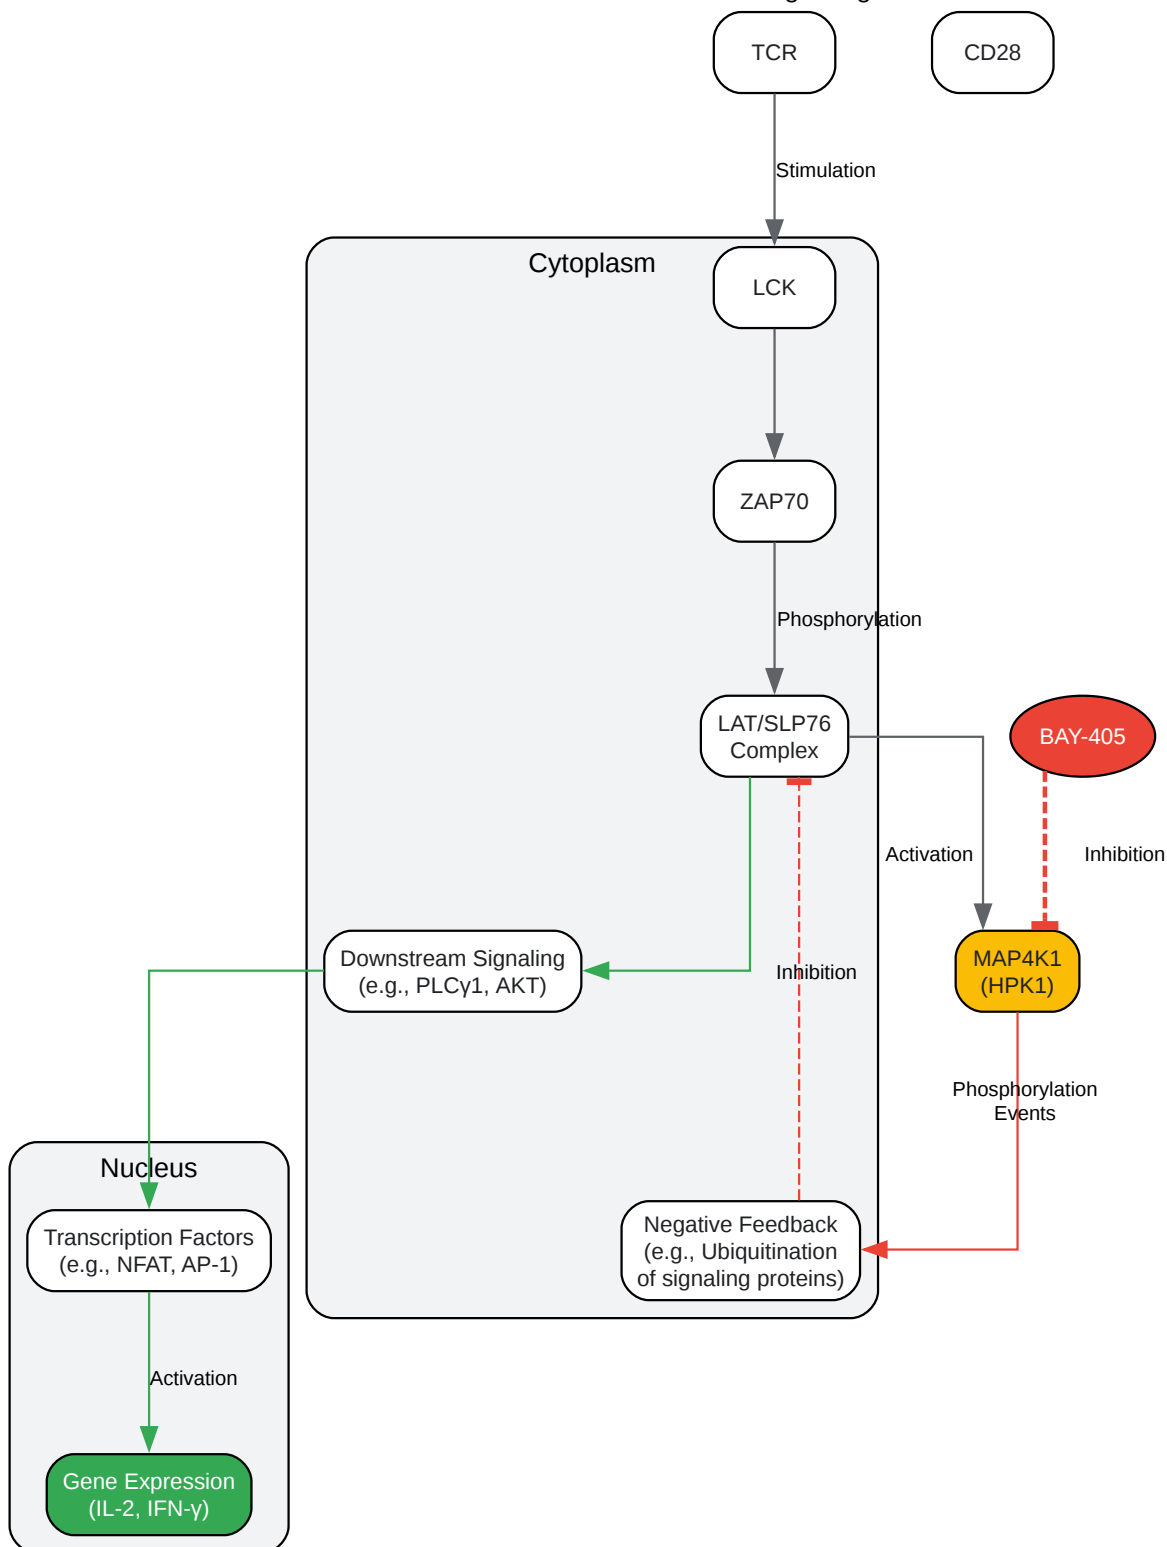 TCR
CD28
Stimulation
Cytoplasm
LCK
ZAP70
Phosphorylation
LAT/SLP76
Complex
BAY-405
Activation
Inhibition
Downstream Signaling
(e.g., PLCγ1, AKT)
Inhibition
MAP4K1
(HPK1)
Phosphorylation
Events
Nucleus
Transcription Factors
(e.g., NFAT, AP-1)
Negative Feedback
(e.g., Ubiquitination
of signaling proteins)
Activation
Gene Expression
(IL-2, IFN-γ)